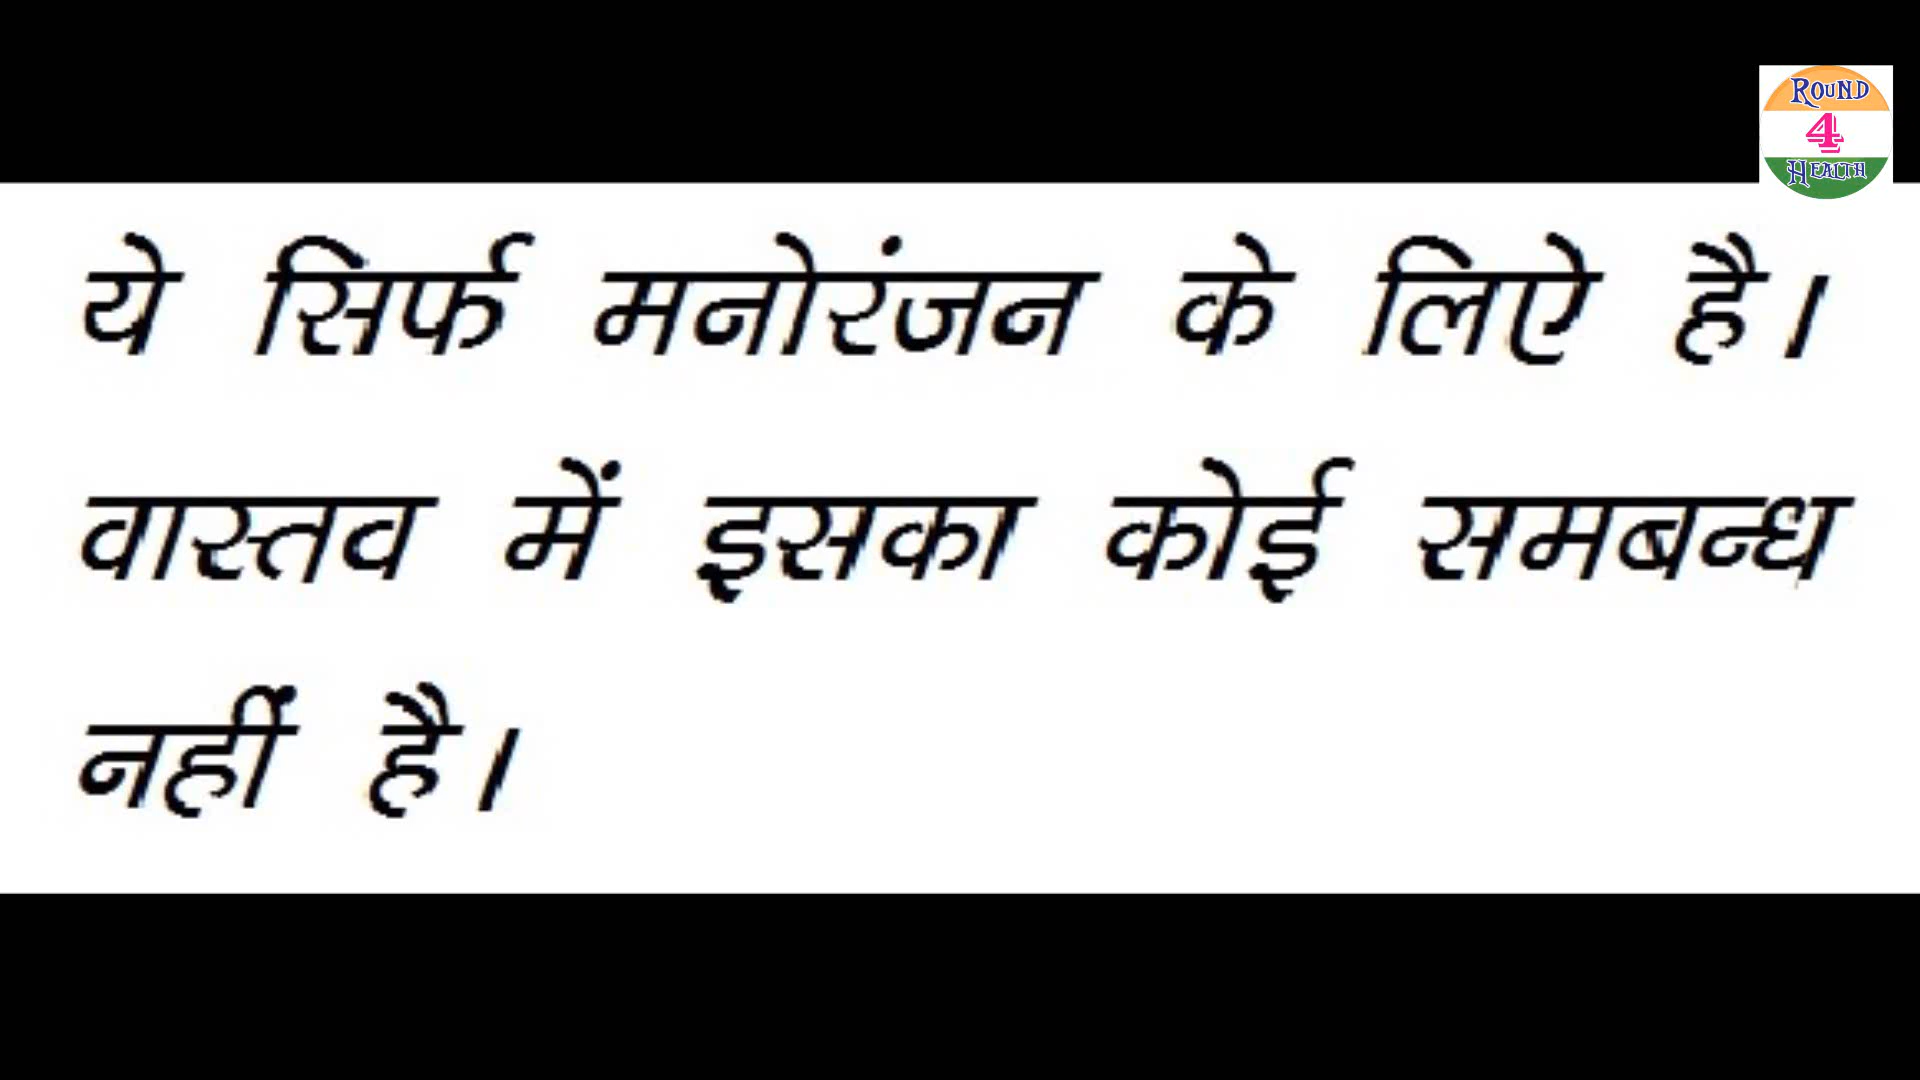 ROUND
4
HEALTH
ये सिर्फ मनोरंजन के लिऐ है।
वास्तव में इसका कोई समबन्ध
नहीं है।